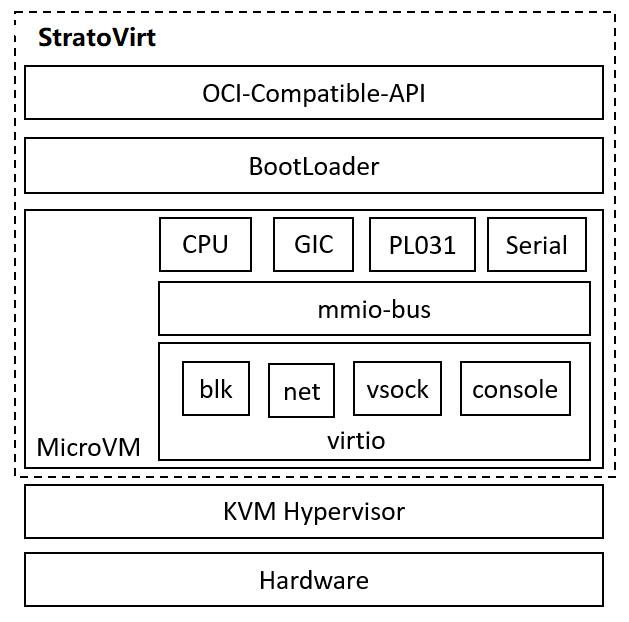 StratoVirt
OCI-Compatible-API
BootLoader
CPU GIC PL031 Serial
mmio-bus
blk net vsock console
virtio
MicroVM
KVM Hypervisor
Hardware